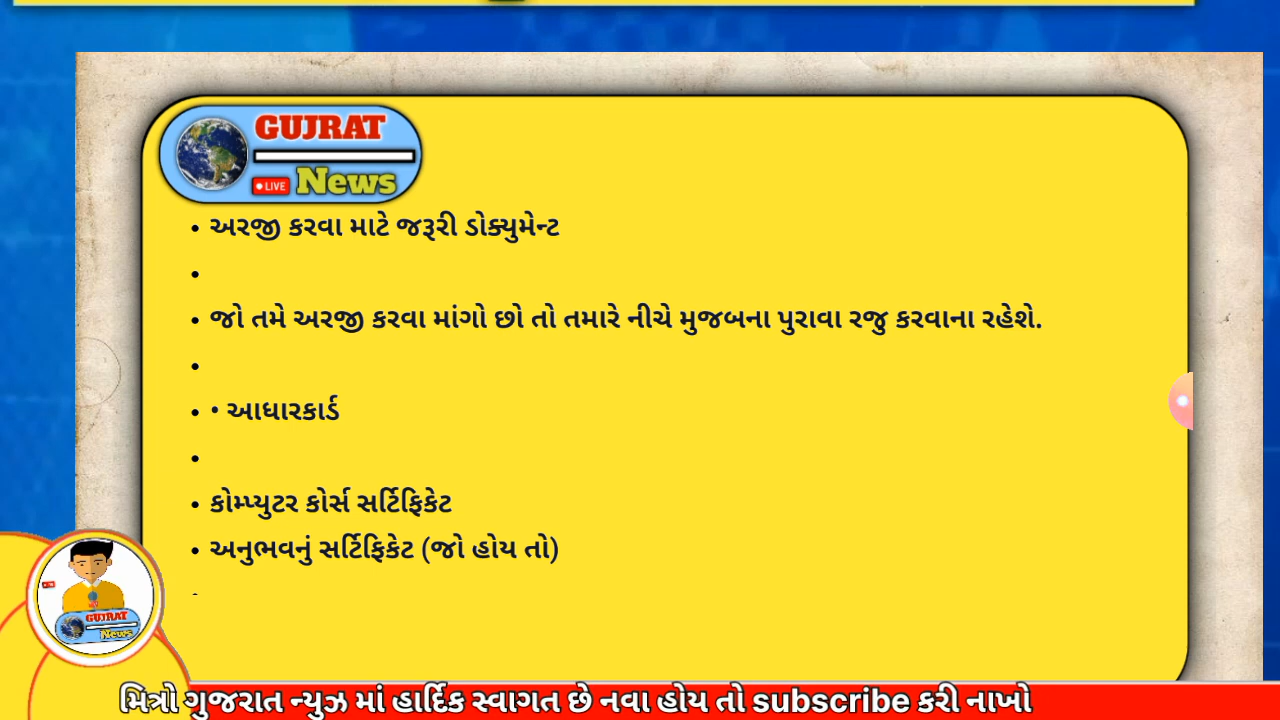 GUJRAT
LIVE News
• અરજી કરવા માટે જરૂરી ડોક્યુમેન્ટ
•
• જો તમે અરજી કરવા માંગો છો તો તમારે નીચે મુજબના પુરાવા રજુ કરવાના રહેશે.
•
• • આધારકાર્ડ
•
• કોમ્પ્યુટર કોર્સ સર્ટિફિકેટ
• અનુભવનું સર્ટિફિકેટ (જો હોય તો)
GUJRAT
News
મિત્રો ગુજરાત ન્યુઝ માં હાર્દિક સ્વાગત છે નવા હોય તો subscribe કરી નાખો